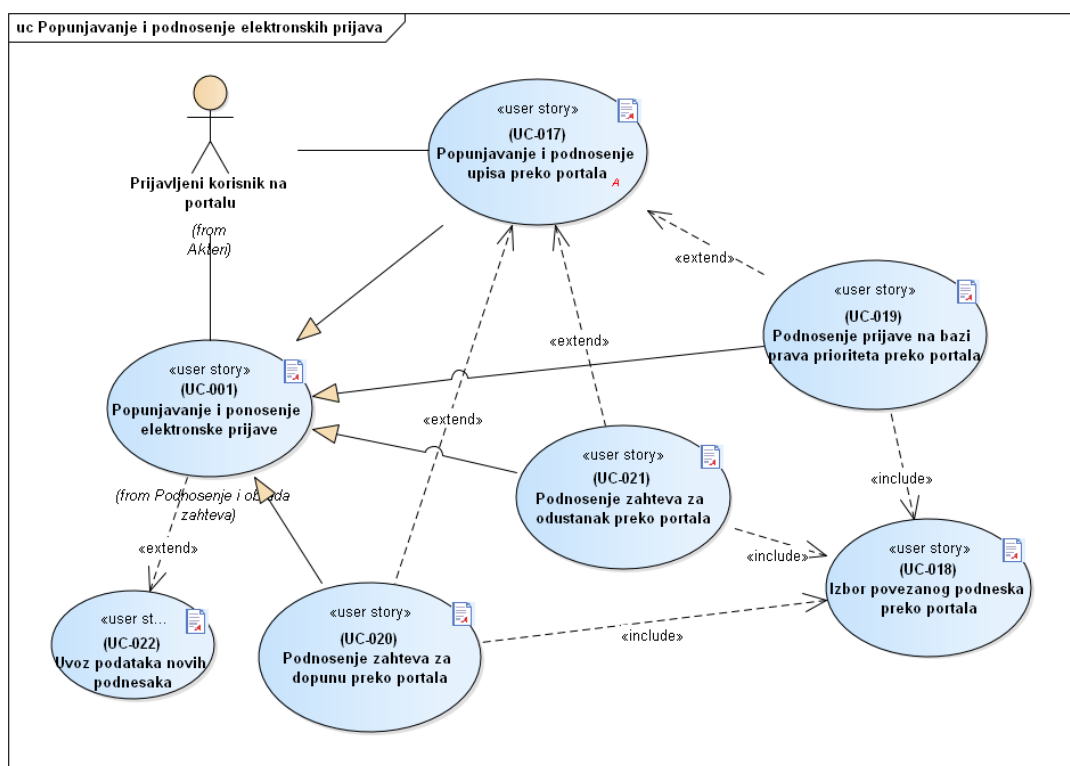 uc Popunjavanje i podnosenje elektronskih prijava
«user story»
(UC-017)
Popunjavanje i podnosenje
upisa preko portala
A
Prijavljeni korisnik na
portalu
(from
Akteri)
«extend»
«user story»
(UC-019)
Podnosenje prijave na bazi
prava prioriteta preko portala
«extend»
«user story»
(UC-001)
Popunjavanje i ponosenje
elektronske prijave
(from Podnosenje i obrada
zahteva)
«extend»
«user story»
(UC-021)
Podnosenje zahteva za
odustanak preko portala
«include»
«extend»
«include»
«user story»
(UC-018)
Izbor povezanog podneska
preko portala
«user st...
(UC-022)
Uvoz podataka novih
podnesaka
«user story»
(UC-020)
Podnosenje zahteva za
dopunu preko portala
«include»